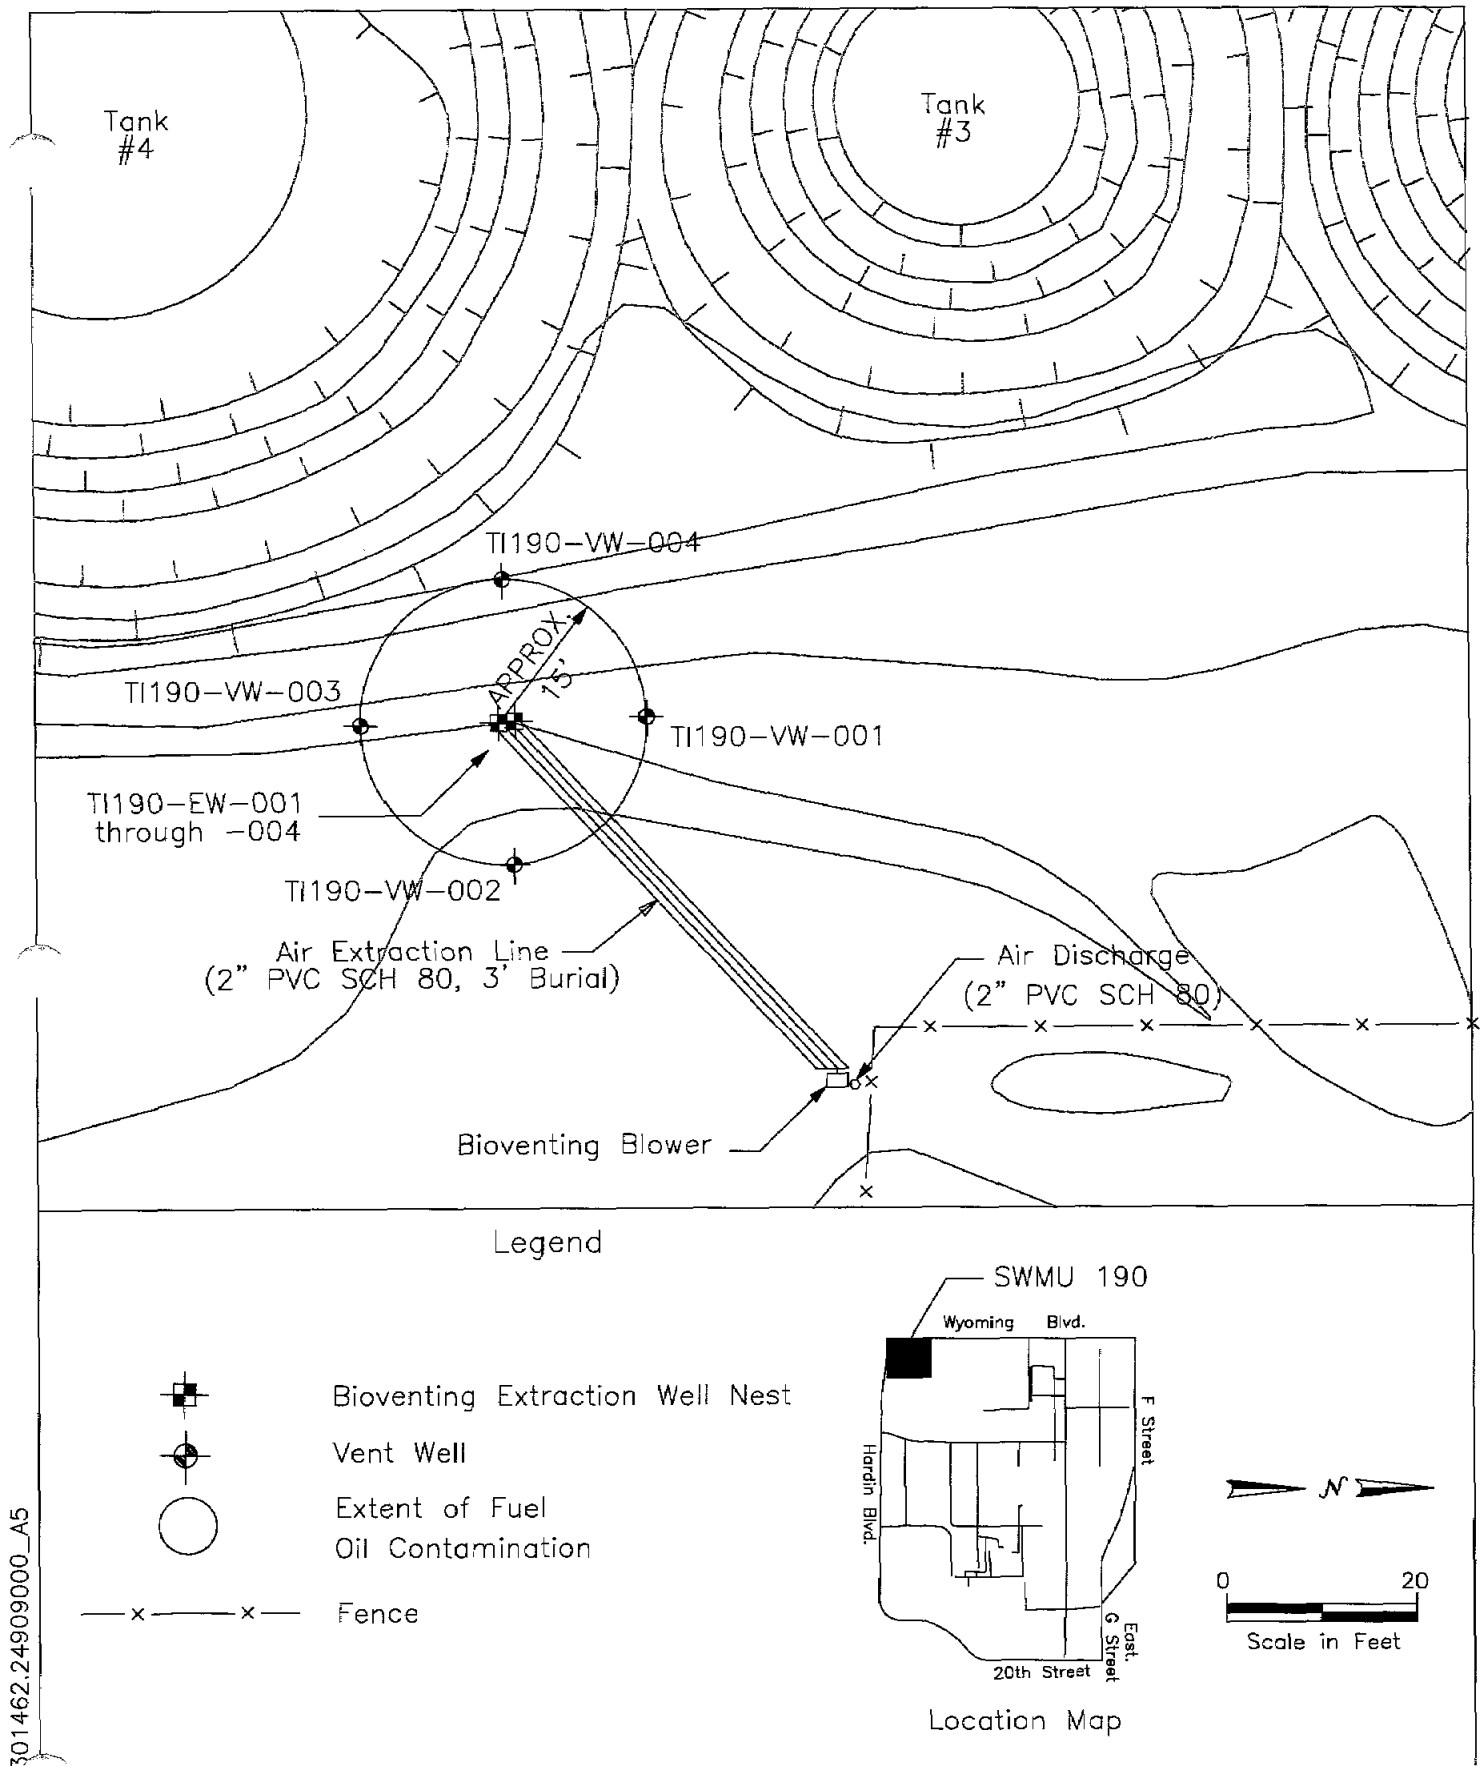 Tank
#4
Tank
#3
TI190-VW-004
APPROX.
15'
TI190-VW-003
TI190-VW-001
TI190-EW-001
through -004
TI190-VW-002
Air Extraction Line
(2" PVC SCH 80, 3' Burial)
Air Discharge
(2" PVC SCH 80)
Bioventing Blower
Legend
SWMU 190
Wyoming Blvd.
F Street
Hardin Blvd.
East.
G Street
20th Street
Location Map
Bioventing Extraction Well Nest
Vent Well
Extent of Fuel
Oil Contamination
Fence
N
0 20
Scale in Feet
301462.24909000_A5